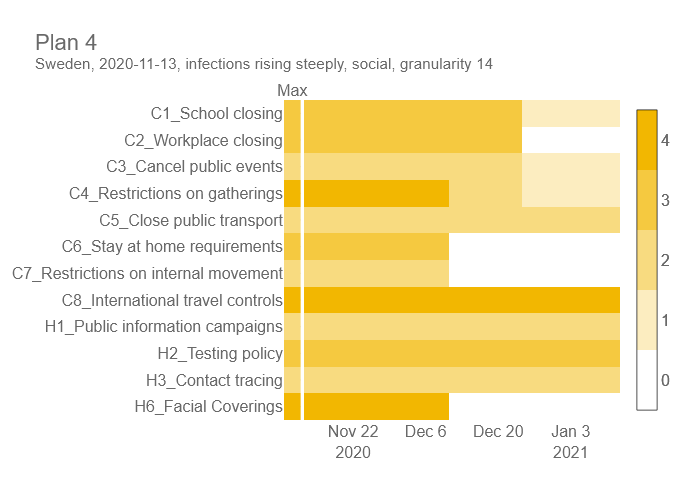 Plan 4
Sweden, 2020-11-13, infections rising steeply, social, granularity 14
Max
C1_School closing
C2_Workplace closing
C3_Cancel public events
C4_Restrictions on gatherings
C5_Close public transport
C6_Stay at home requirements
C7_Restrictions on internal movement
C8_International travel controls
H1_Public information campaigns
H2_Testing policy
H3_Contact tracing
H6_Facial Coverings
4
3
2
1
0
Nov 22 Dec 6 Dec 20 Jan 3
2020 2021